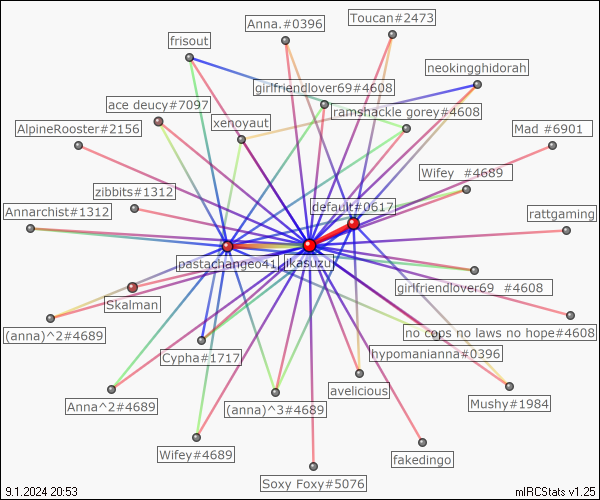 Toucan#2473
Anna.#0396
frisout
neokingghidorah
girlfriendlover69#4608
ace deucy#7097
ramshackle gorey#4608
xenoyaut
AlpineRooster#2156
Mad #6901
Wifey #4689
zibbits#1312
default#0617
Annarchist#1312
rattgaming
pastachangeo41
ikasuzu
girlfriendlover69 #4608
Skalman
(anna)^2#4689
no cops no laws no hope#4608
Cypha#1717
hypomanianna#0396
avelicious
Anna^2#4689
(anna)^3#4689
Mushy#1984
Wifey#4689
fakedingo
Soxy Foxy#5076
9.1.2024 20:53
mIRCStats v1.25